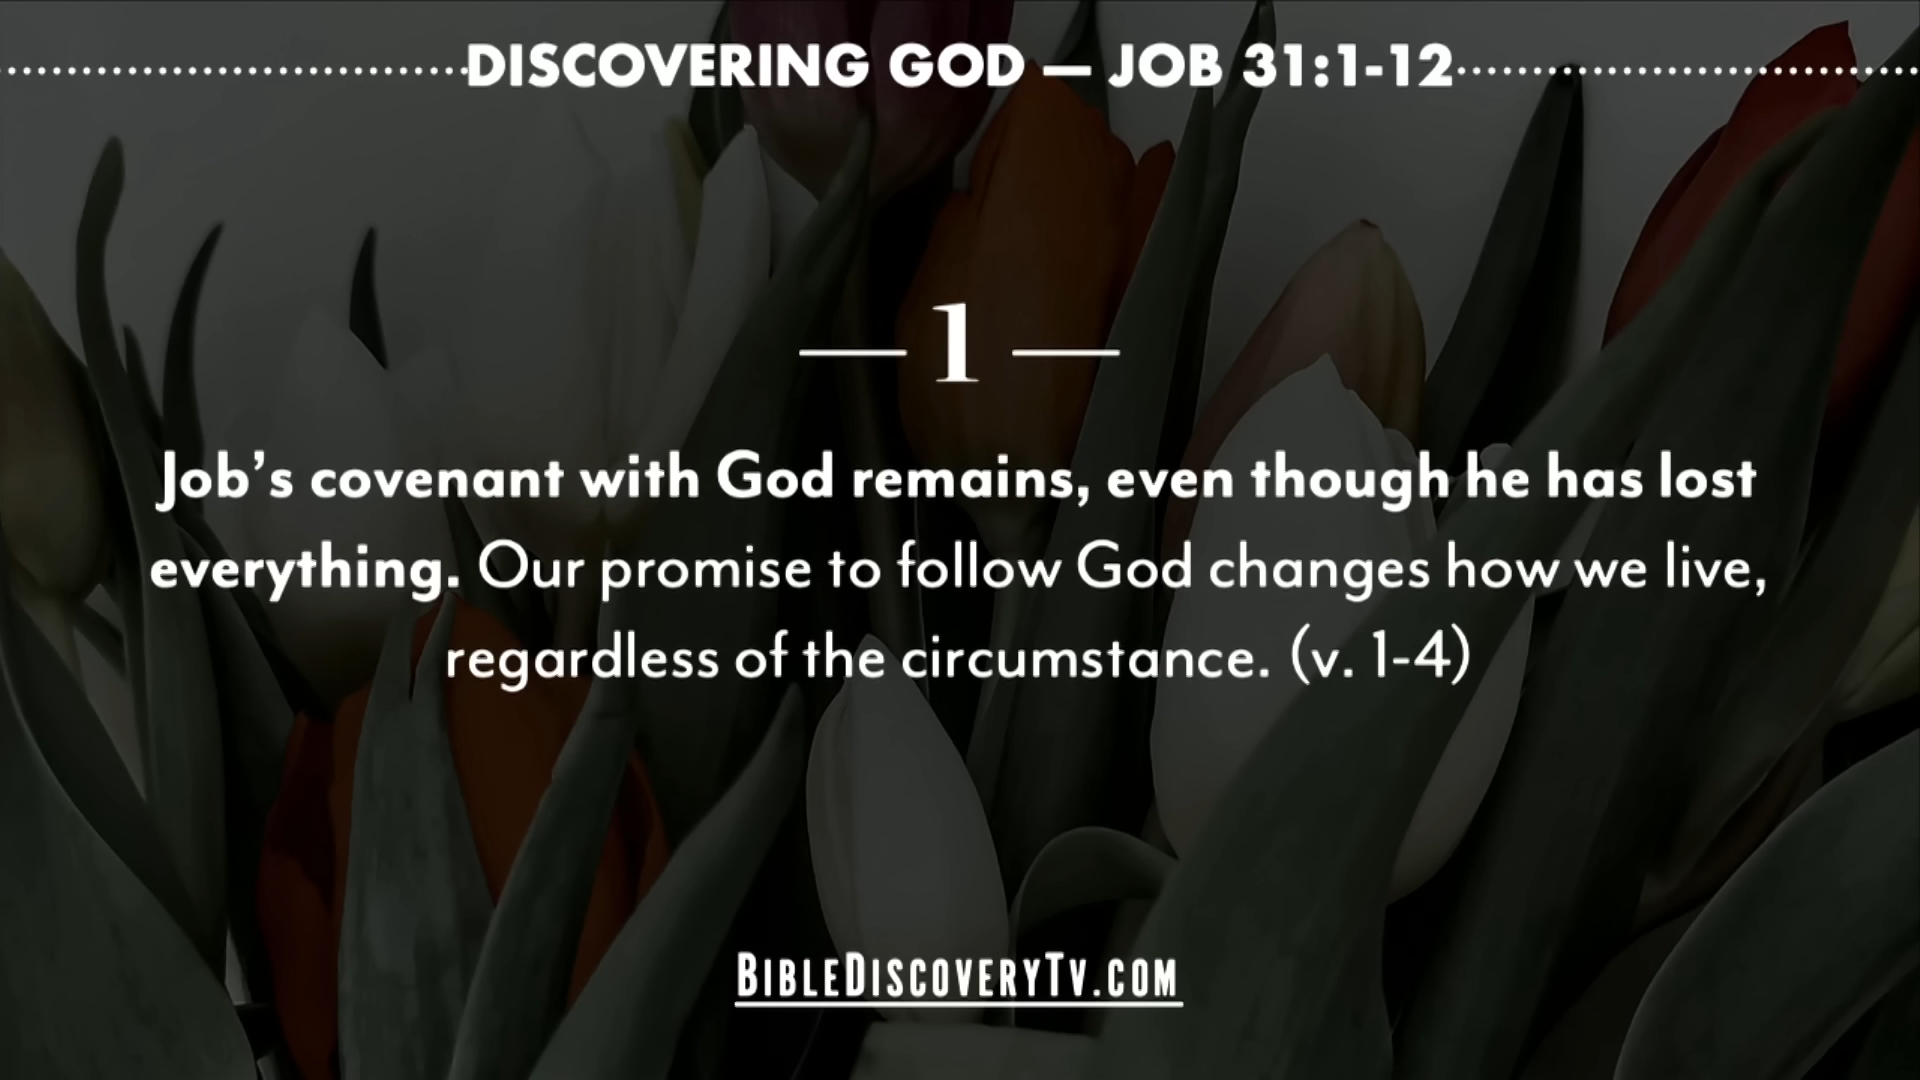 DISCOVERING GOD — JOB 31:1-12
— 1 —
Job’s covenant with God remains, even though he has lost
everything. Our promise to follow God changes how we live,
regardless of the circumstance. (v. 1-4)
BIBLEDISCOVERYTV.COM